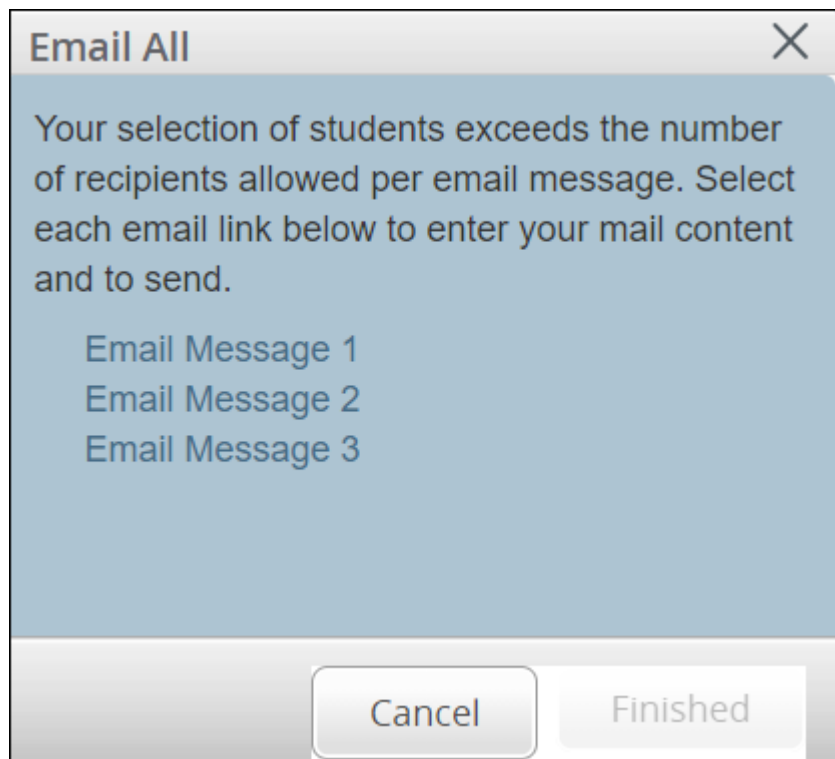 Email All
Your selection of students exceeds the number
of recipients allowed per email message. Select
each email link below to enter your mail content
and to send.
Email Message 1
Email Message 2
Email Message 3
Cancel
Finished